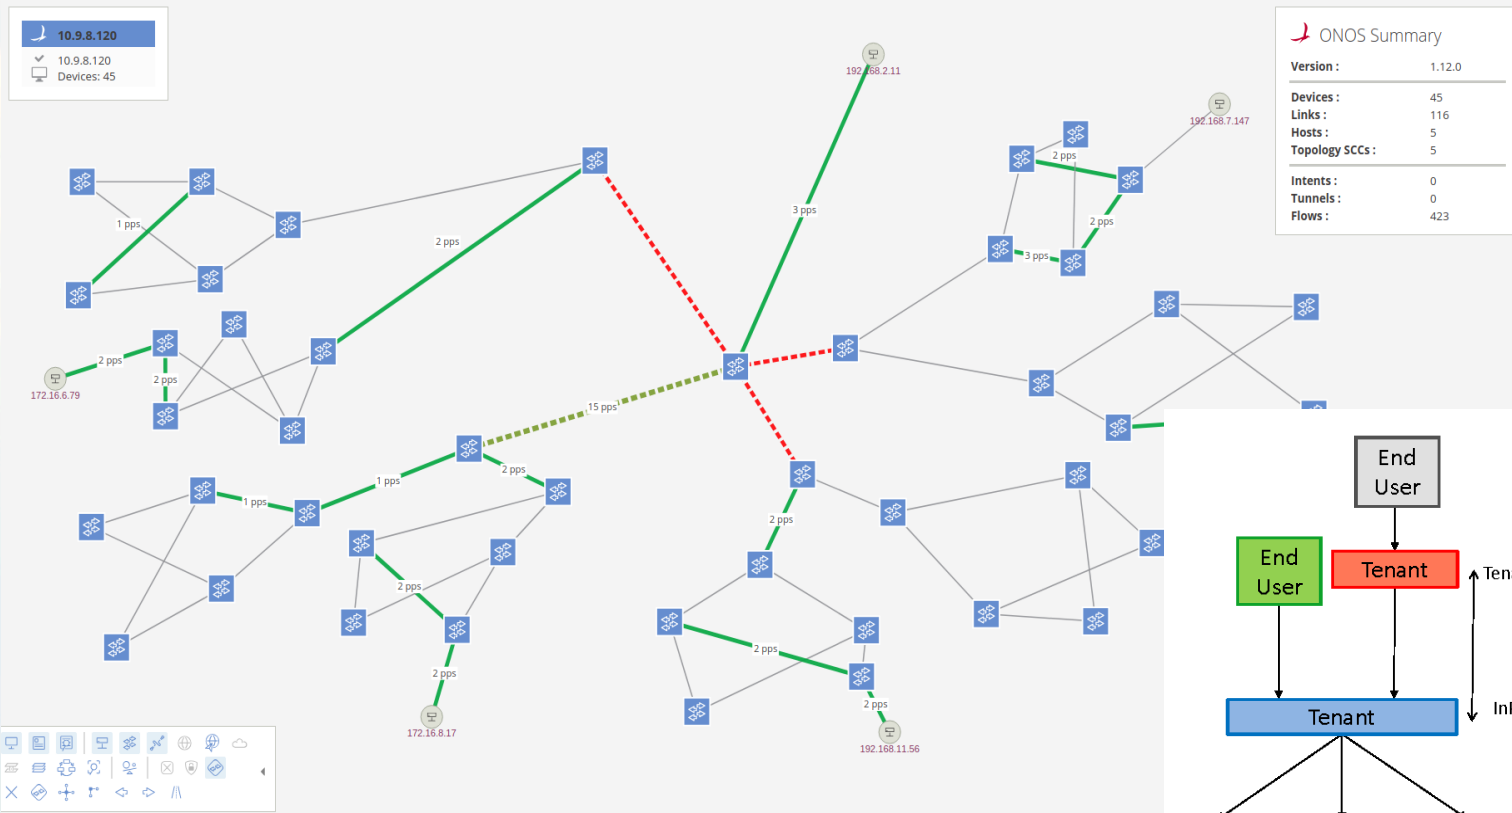 10.9.8.120
10.9.8.120
Devices: 45
ONOS Summary
Version : 1.12.0
Devices : 45
Links : 116
Hosts : 5
Topology SCCs : 5
Intents : 0
Tunnels : 0
Flows : 423
192.168.2.11
192.168.7.147
2 pps
1 pps
3 pps
2 pps
2 pps
3 pps
2 pps
2 pps
172.16.6.79
15 pps
2 pps
1 pps
1 pps
2 pps
2 pps
2 pps
2 pps
2 pps
172.16.8.17
192.168.11.56
End
User
End
User
Tenant
Tenant